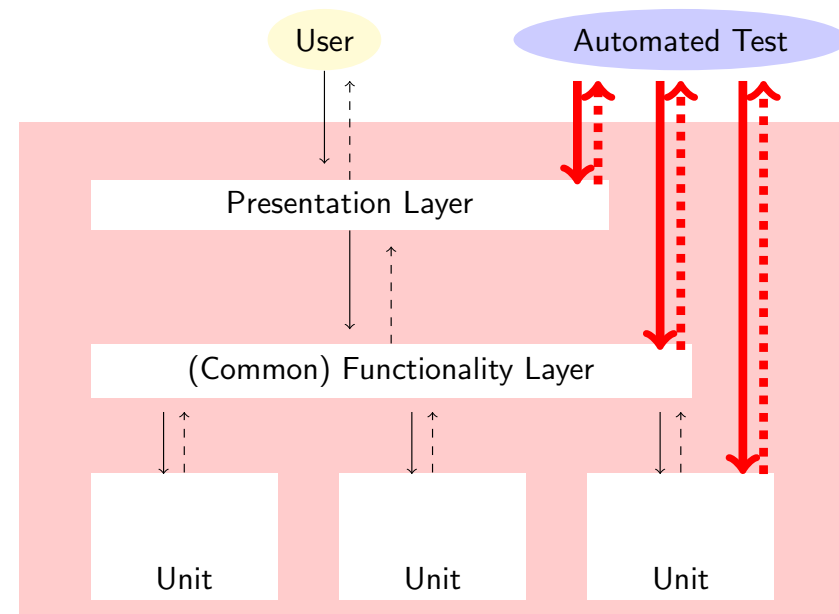 User
Automated Test
Presentation Layer
(Common) Functionality Layer
Unit
Unit
Unit